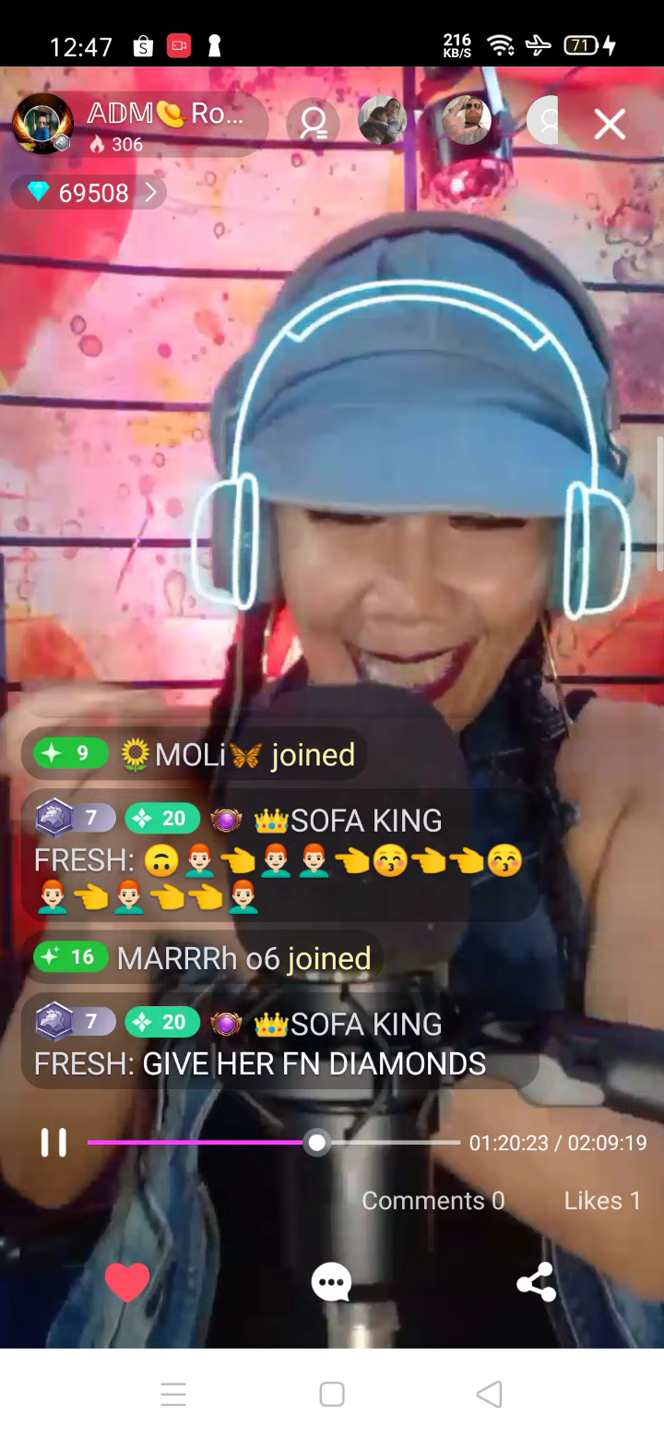 12:47
216
KB/S
71
𝔸𝔻𝕄👒Ro...
306
69508
9 🌻MOLi🦋 joined
7 20 👑SOFA KING
FRESH: 🙃💆🏻‍♂️👈💆🏻‍♂️💆🏻‍♂️👈😚👈👈😚
💆🏻‍♂️👈💆🏻‍♂️👈👈💆🏻‍♂️
16 MARRRh o6 joined
7 20 👑SOFA KING
FRESH: GIVE HER FN DIAMONDS
01:20:23 / 02:09:19
Comments 0 Likes 1